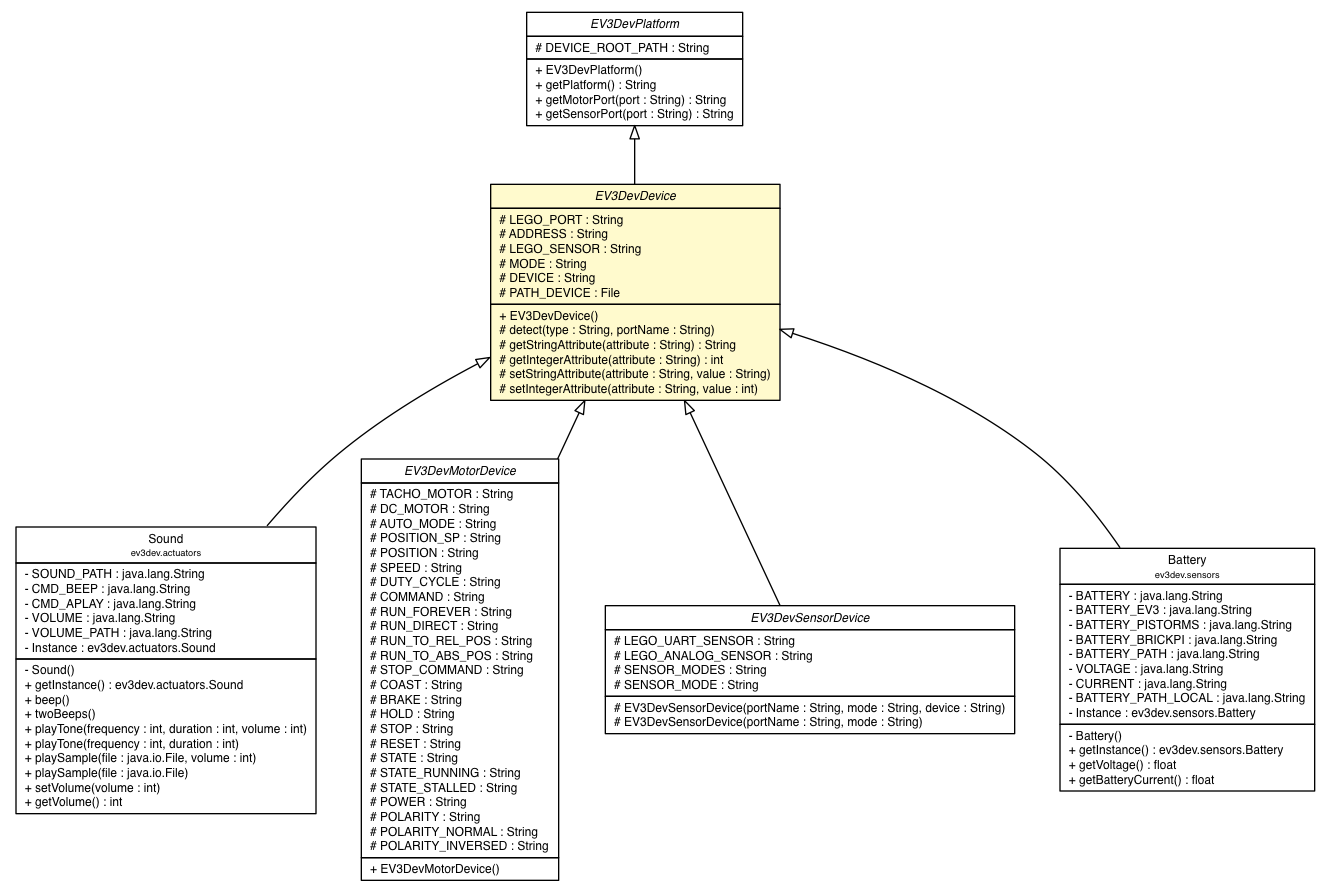 EV3DevPlatform
# DEVICE_ROOT_PATH : String
+ EV3DevPlatform()
+ getPlatform() : String
+ getMotorPort(port : String) : String
+ getSensorPort(port : String) : String
EV3DevDevice
# LEGO_PORT : String
# ADDRESS : String
# LEGO_SENSOR : String
# MODE : String
# DEVICE : String
# PATH_DEVICE : File
+ EV3DevDevice()
# detect(type : String, portName : String)
# getStringAttribute(attribute : String) : String
# getIntegerAttribute(attribute : String) : int
# setStringAttribute(attribute : String, value : String)
# setIntegerAttribute(attribute : String, value : int)
Sound
ev3dev.actuators
- SOUND_PATH : java.lang.String
- CMD_BEEP : java.lang.String
- CMD_APLAY : java.lang.String
- VOLUME : java.lang.String
- VOLUME_PATH : java.lang.String
- Instance : ev3dev.actuators.Sound
- Sound()
+ getInstance() : ev3dev.actuators.Sound
+ beep()
+ twoBeeps()
+ playTone(frequency : int, duration : int, volume : int)
+ playTone(frequency : int, duration : int)
+ playSample(file : java.io.File, volume : int)
+ playSample(file : java.io.File)
+ setVolume(volume : int)
+ getVolume() : int
EV3DevMotorDevice
# TACHO_MOTOR : String
# DC_MOTOR : String
# AUTO_MODE : String
# POSITION_SP : String
# POSITION : String
# SPEED : String
# DUTY_CYCLE : String
# COMMAND : String
# RUN_FOREVER : String
# RUN_DIRECT : String
# RUN_TO_REL_POS : String
# RUN_TO_ABS_POS : String
# STOP_COMMAND : String
# COAST : String
# BRAKE : String
# HOLD : String
# STOP : String
# RESET : String
# STATE : String
# STATE_RUNNING : String
# STATE_STALLED : String
# POWER : String
# POLARITY : String
# POLARITY_NORMAL : String
# POLARITY_INVERSED : String
+ EV3DevMotorDevice()
EV3DevSensorDevice
# LEGO_UART_SENSOR : String
# LEGO_ANALOG_SENSOR : String
# SENSOR_MODES : String
# SENSOR_MODE : String
# EV3DevSensorDevice(portName : String, mode : String, device : String)
# EV3DevSensorDevice(portName : String, mode : String)
Battery
ev3dev.sensors
- BATTERY : java.lang.String
- BATTERY_EV3 : java.lang.String
- BATTERY_PISTORMS : java.lang.String
- BATTERY_BRICKPI : java.lang.String
- BATTERY_PATH : java.lang.String
- VOLTAGE : java.lang.String
- CURRENT : java.lang.String
- BATTERY_PATH_LOCAL : java.lang.String
- Instance : ev3dev.sensors.Battery
- Battery()
+ getInstance() : ev3dev.sensors.Battery
+ getVoltage() : float
+ getBatteryCurrent() : float